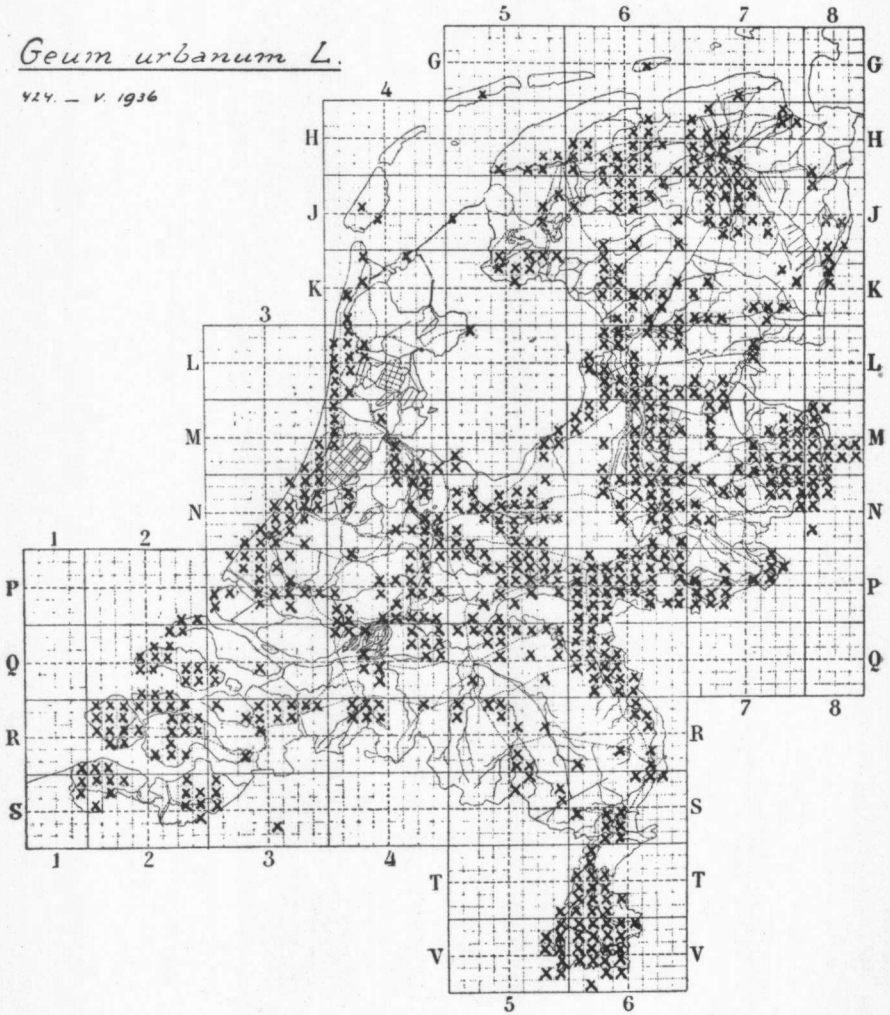 Geum urbanum L.
424. — V. 1936
5 6 7 8
G G
4
H H
J J
K K
3
L L
M M
N N
1 2
P P
Q Q
7 8
R R
S S
1 2 3 4
T T
V V
5 6